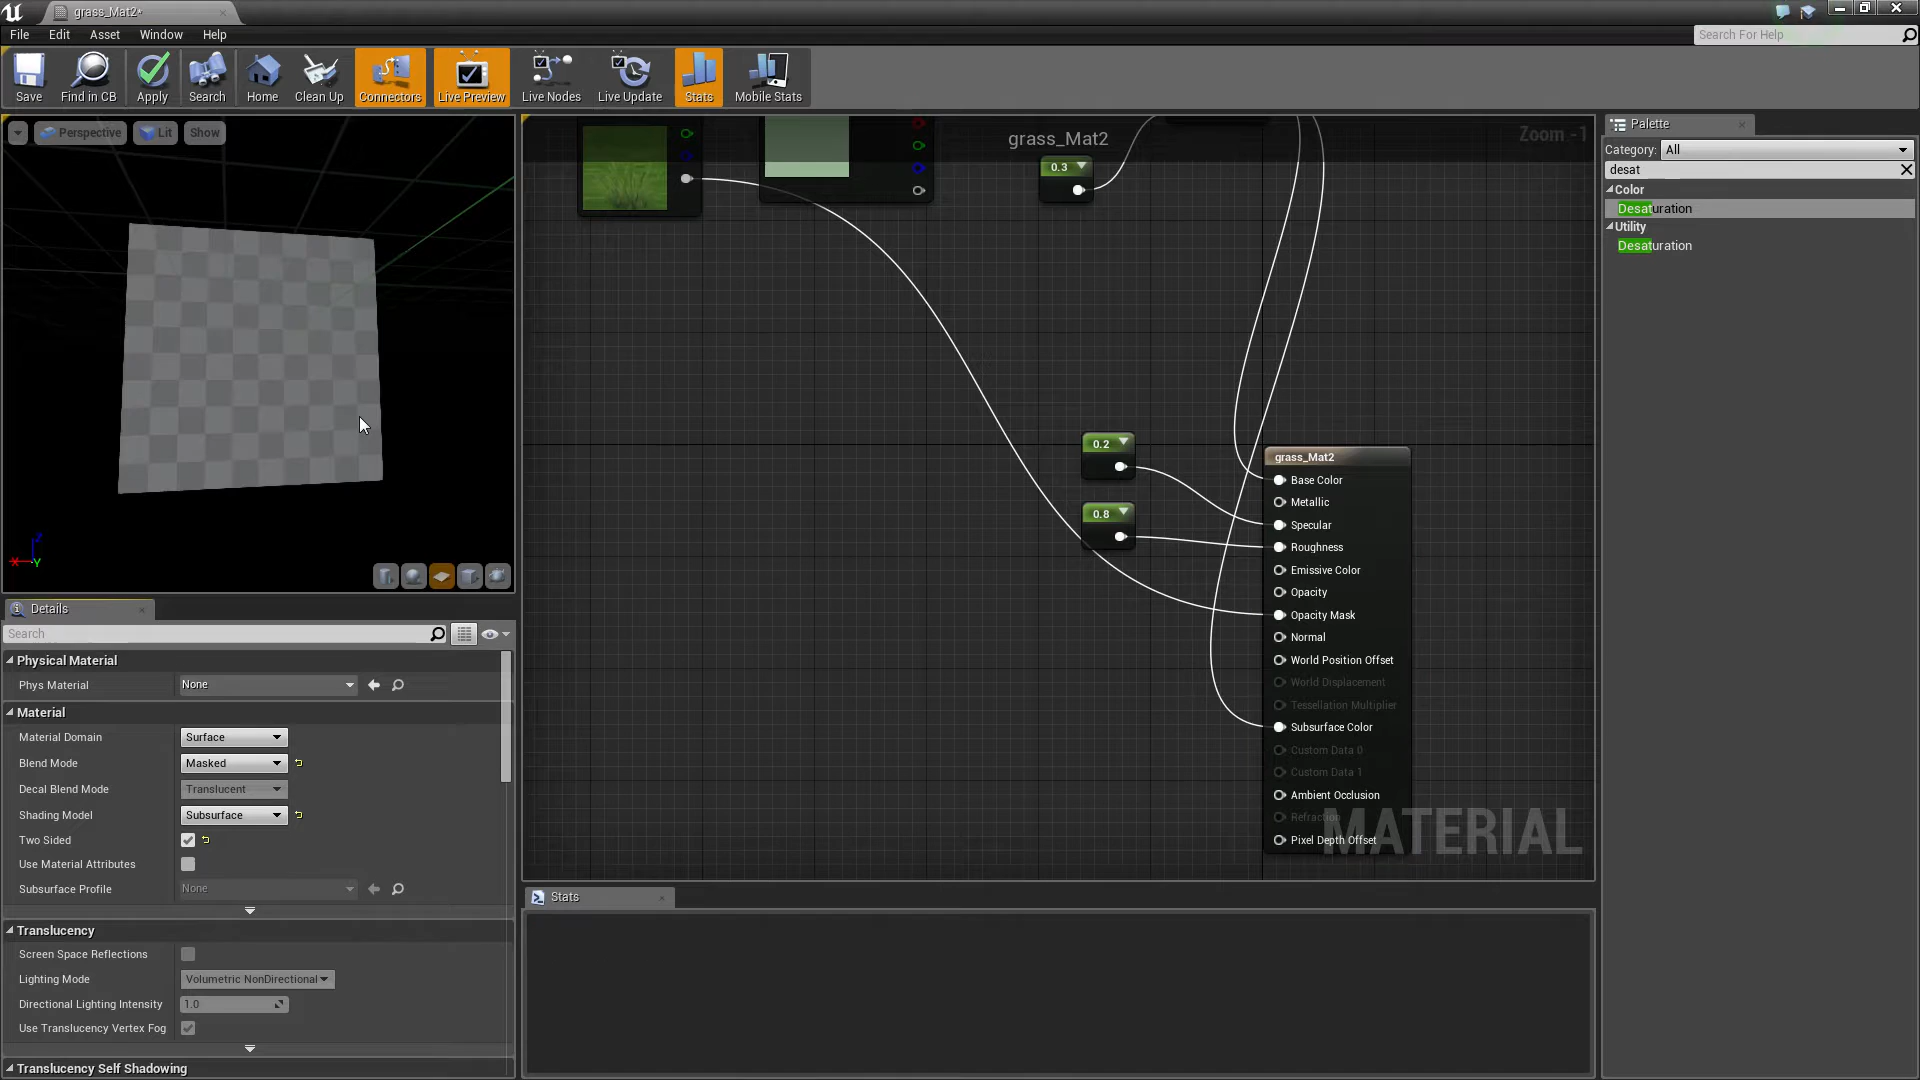 grass_Mat2*
File Edit Asset Window Help
Search For Help
Save Find in CB Apply Search Home Clean Up Connectors Live Preview Live Nodes Live Update Stats Mobile Stats
Perspective Lit Show
Z
X
Y
Details
Search
Physical Material
Phys Material None
Material
Material Domain Surface
Blend Mode Masked
Decal Blend Mode Translucent
Shading Model Subsurface
Two Sided
Use Material Attributes
Subsurface Profile None
Translucency
Screen Space Reflections
Lighting Mode Volumetric NonDirectional
Directional Lighting Intensity 1.0
Use Translucency Vertex Fog
Translucency Self Shadowing
grass_Mat2
Zoom -1
0.3
0.2
0.8
grass_Mat2
Base Color
Metallic
Specular
Roughness
Emissive Color
Opacity
Opacity Mask
Normal
World Position Offset
World Displacement
Tessellation Multiplier
Subsurface Color
Custom Data 0
Custom Data 1
Ambient Occlusion
Refraction
Pixel Depth Offset
MATERIAL
Stats
Palette
Category: All
desat
Color
Desaturation
Utility
Desaturation